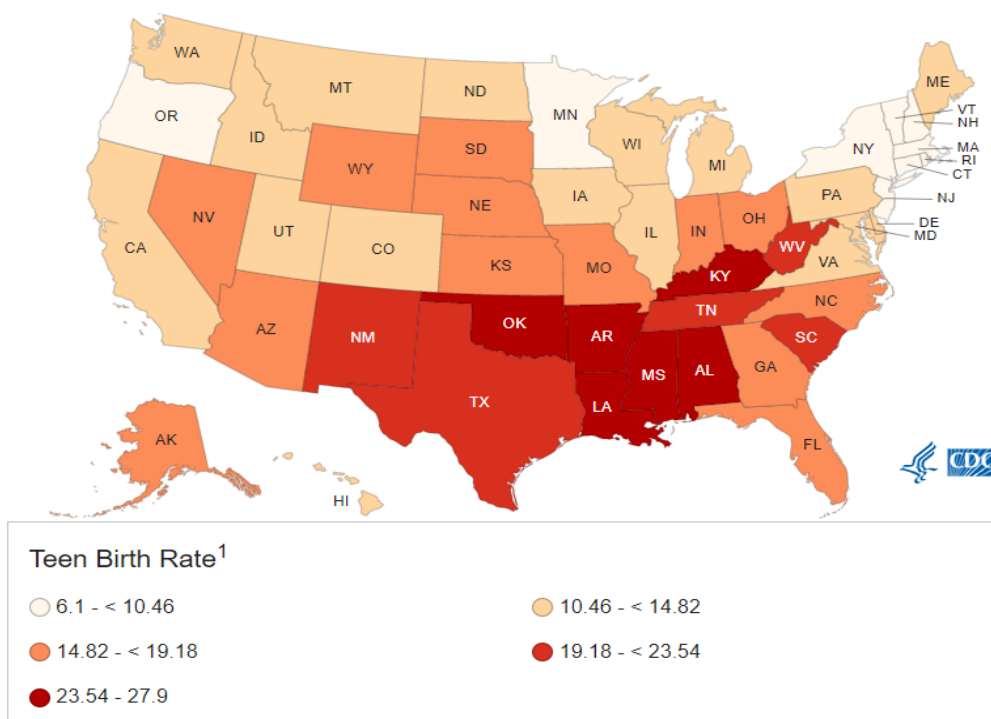 WA
MT
ND
MN
ME
VT
NH
OR
ID
WY
SD
WI
MI
NY
MA
RI
CT
NJ
NV
UT
CO
NE
IA
IL
IN
OH
PA
DE
MD
CA
KS
MO
KY
WV
VA
AZ
NM
OK
AR
TN
NC
SC
TX
LA
MS
AL
GA
FL
AK
HI
CDC
Teen Birth Rate¹
6.1 - < 10.46
10.46 - < 14.82
14.82 - < 19.18
19.18 - < 23.54
23.54 - 27.9